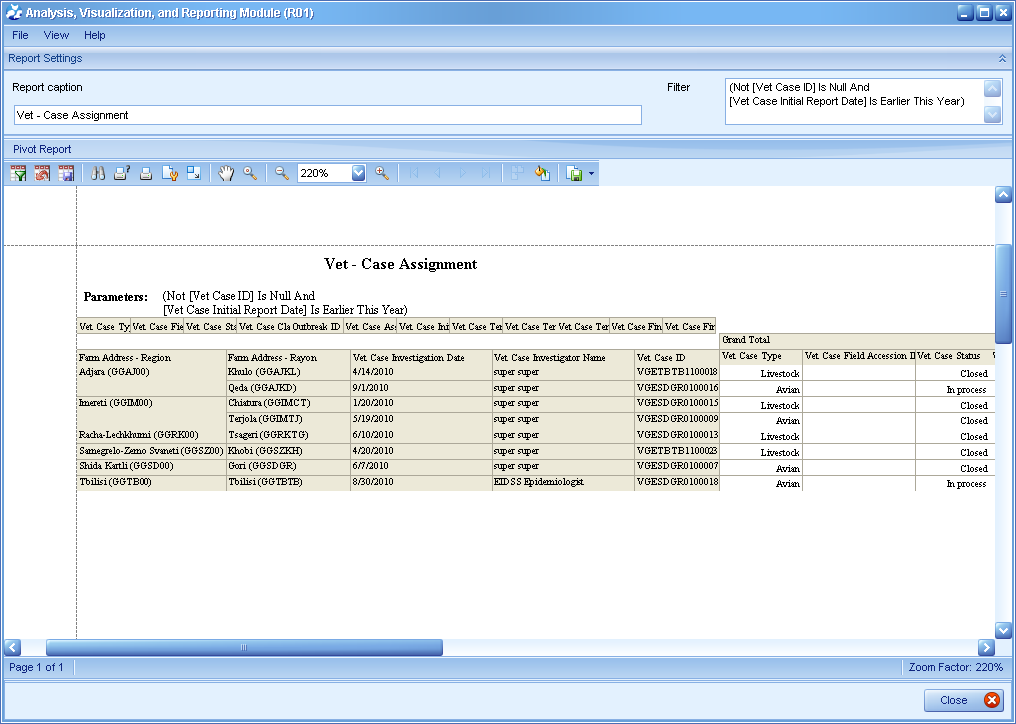 Analysis, Visualization, and Reporting Module (R01)
File View Help
Report Settings
Report caption
Filter
Vet - Case Assignment
(Not [Vet Case ID] Is Null And
[Vet Case Initial Report Date] Is Earlier This Year)
Pivot Report
220%
Vet - Case Assignment
Parameters: (Not [Vet Case ID] Is Null And
[Vet Case Initial Report Date] Is Earlier This Year)
Vet Case Ty Vet Case Fie Vet Case Sta Vet Case Cla Outbreak ID Vet Case As Vet Case Ini Vet Case Ter Vet Case Ter Vet Case Ter Vet Case Fin Vet Case Fir
Grand Total
Farm Address - Region Farm Address - Rayon Vet Case Investigation Date Vet Case Investigator Name Vet Case ID Vet Case Type Vet Case Field Accession I Vet Case Status
Adjara (GGAJ00) Khulo (GGAJKL) 4/14/2010 super super VGETBTB1100018 Livestock Closed
Qeda (GGAJKD) 9/1/2010 super super VGESDGR0100016 Avian In process
Imereti (GGIM00) Chiatura (GGIMCT) 1/20/2010 super super VGESDGR0100015 Livestock Closed
Terjola (GGIMTJ) 5/19/2010 super super VGESDGR0100009 Avian Closed
Racha-Lechkhumi (GGRK00) Tsageri (GGRKTG) 6/10/2010 super super VGESDGR0100013 Livestock Closed
Samegrelo-Zemo Svaneti (GGSZ00) Khobi (GGSZKH) 4/20/2010 super super VGETBTB1100023 Livestock Closed
Shida Kartli (GGSD00) Gori (GGSDGR) 6/7/2010 super super VGESDGR0100007 Avian Closed
Tbilisi (GGTB00) Tbilisi (GGTBTB) 8/30/2010 EIDSS Epidemiologist VGESDGR0100018 Avian In process
Page 1 of 1
Zoom Factor: 220%
Close